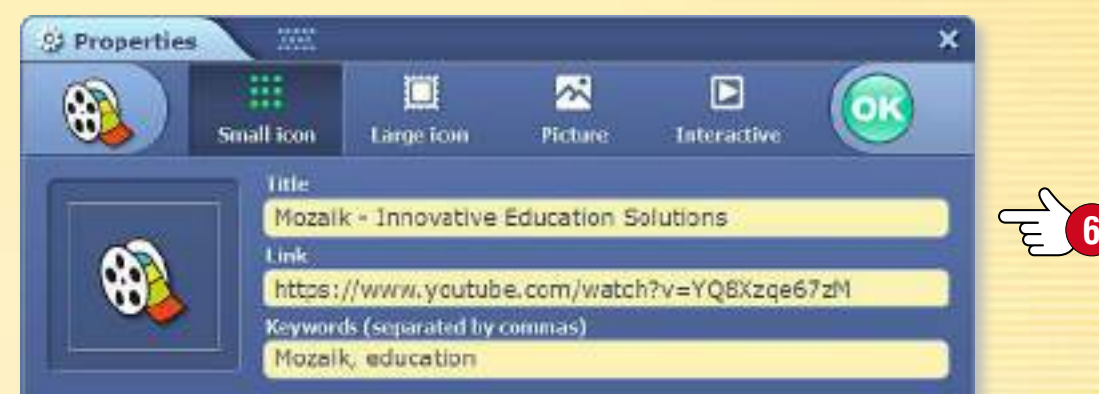 Properties
Small icon
Large icon
Picture
Interactive
OK
Title
Mozaik - Innovative Education Solutions
Link
https://www.youtube.com/watch?v=YQ8Xzqe67zM
Keywords (separated by commas)
Mozaik, education
6